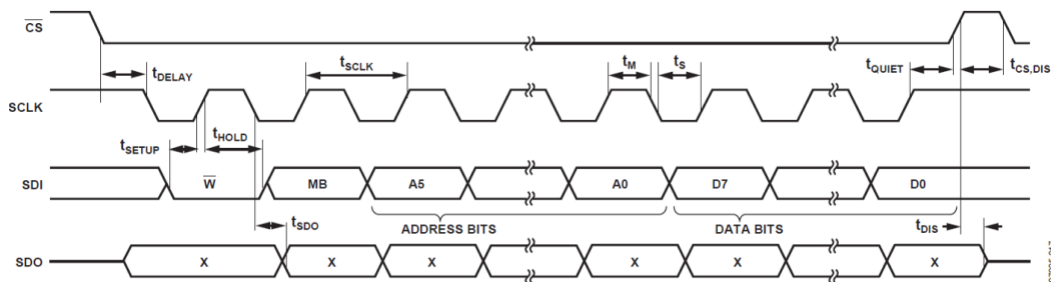 CS
tDELAY
tSCLK
tM
tS
tQUIET
tCS,DIS
SCLK
tSETUP
tHOLD
SDI
W
MB
A5
A0
D7
D0
tSDO
ADDRESS BITS
DATA BITS
tDIS
SDO
X
X
X
X
X
X